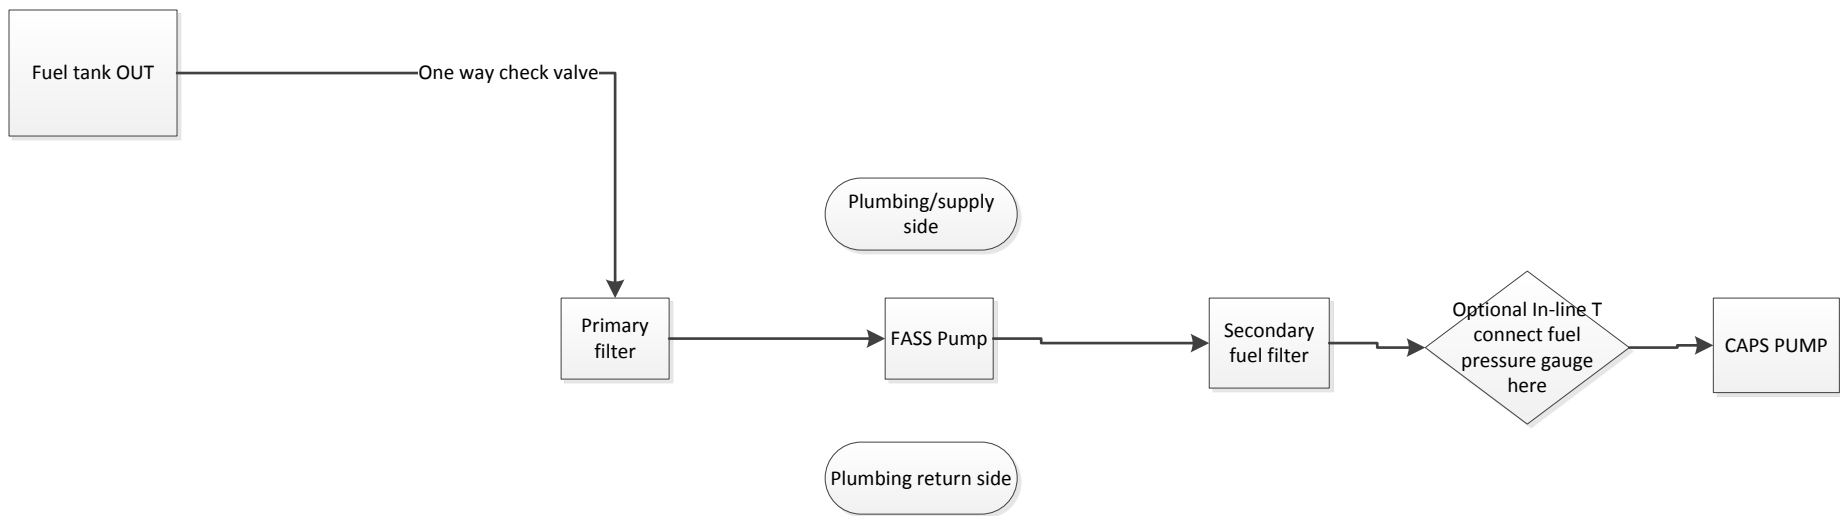 Fuel tank OUT
One way check valve
Plumbing/supply
side
Primary
filter
FASS Pump
Secondary
fuel filter
Optional In-line T
connect fuel
pressure gauge
here
CAPS PUMP
Plumbing return side